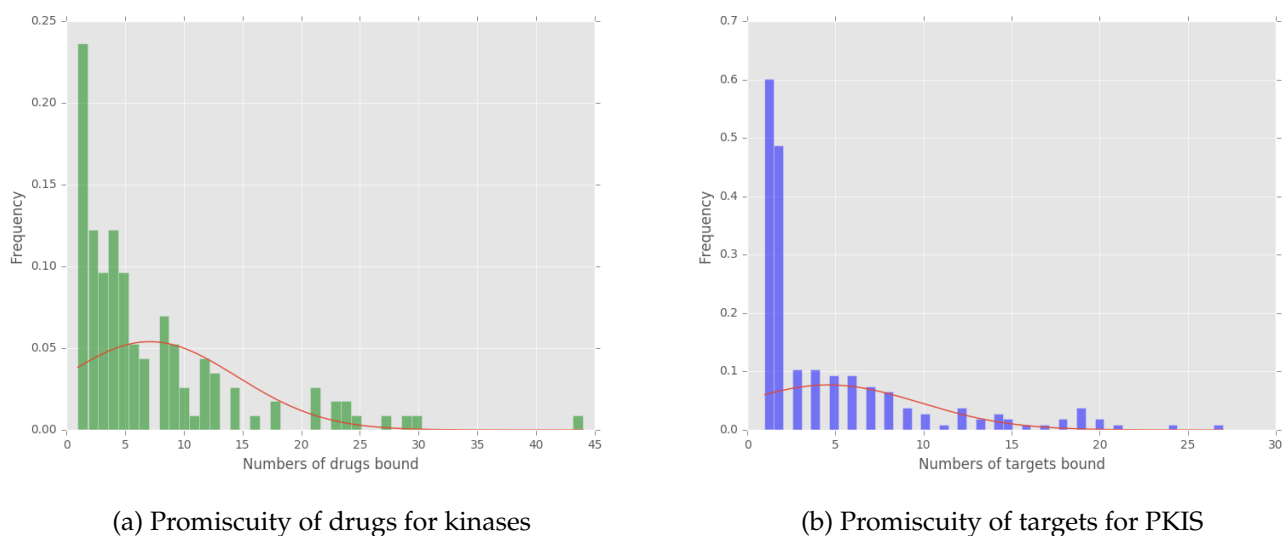 0.25
0.20
0.15
0.10
0.05
0.00
Frequency
0 5 10 15 20 25 30 35 40 45
Numbers of drugs bound
(a) Promiscuity of drugs for kinases
0.7
0.6
0.5
0.4
0.3
0.2
0.1
0.0
Frequency
0 5 10 15 20 25 30
Numbers of targets bound
(b) Promiscuity of targets for PKIS